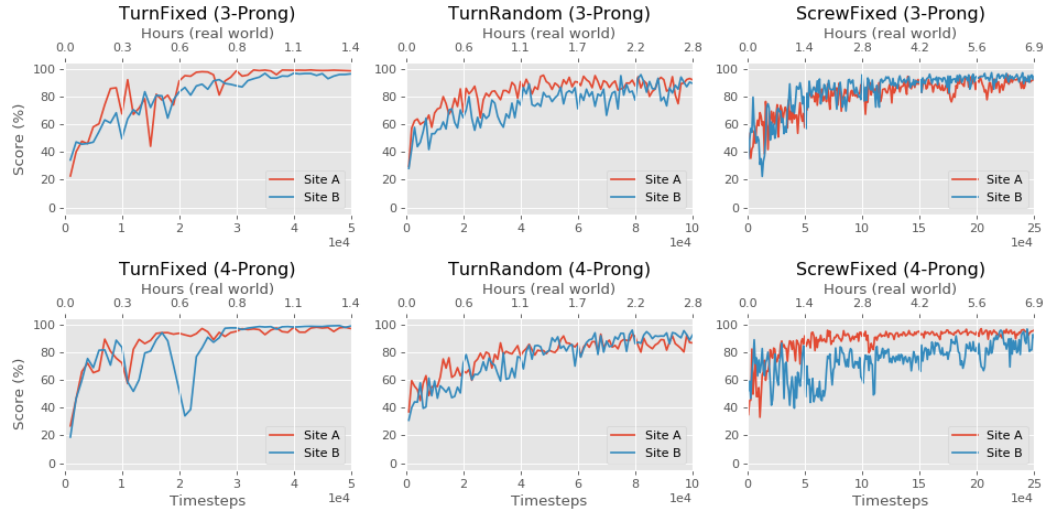 TurnFixed (3-Prong)
Hours (real world)
0.0 0.3 0.6 0.8 1.1 1.4
Score (%)
100
80
60
40
20
0
Site A
Site B
0 1 2 3 4 5
1e4
TurnRandom (3-Prong)
Hours (real world)
0.0 0.6 1.1 1.7 2.2 2.8
100
80
60
40
20
0
Site A
Site B
0 20 40 60 80 100
1e4
ScrewFixed (3-Prong)
Hours (real world)
0.0 1.4 2.8 4.2 5.6 6.9
100
80
60
40
20
0
Site A
Site B
0 5 10 15 20 25
1e4
TurnFixed (4-Prong)
Hours (real world)
0.0 0.3 0.6 0.8 1.1 1.4
Score (%)
100
80
60
40
20
0
Site A
Site B
0 1 2 3 4 5
1e4
Timesteps
TurnRandom (4-Prong)
Hours (real world)
0.0 0.6 1.1 1.7 2.2 2.8
100
80
60
40
20
0
Site A
Site B
0 20 40 60 80 100
1e4
Timesteps
ScrewFixed (4-Prong)
Hours (real world)
0.0 1.4 2.8 4.2 5.6 6.9
100
80
60
40
20
0
Site A
Site B
0 5 10 15 20 25
1e4
Timesteps